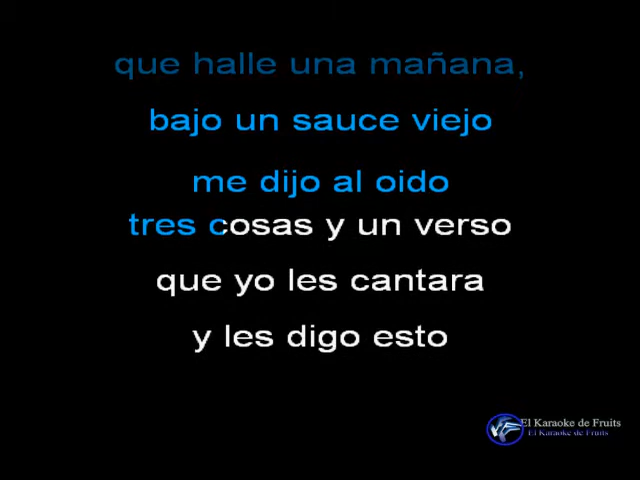 que halle una mañana,
bajo un sauce viejo
me dijo al oido
tres cosas y un verso
que yo les cantara
y les digo esto
El Karaoke de Fruits
El Karaoke de Fruits